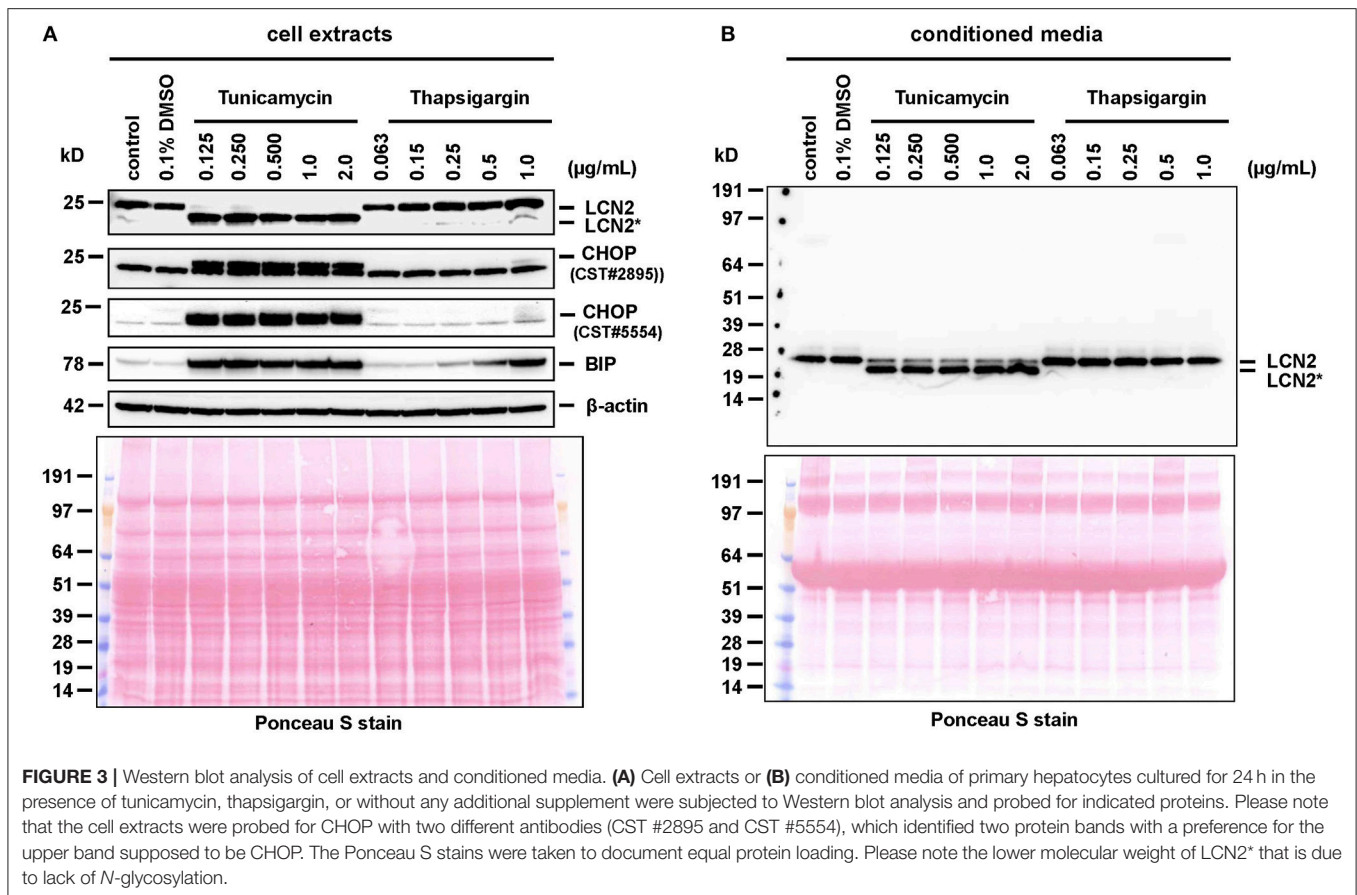 A
cell extracts
control
0.1% DMSO
Tunicamycin
Thapsigargin
0.125
0.250
0.500
1.0
2.0
0.063
0.15
0.25
0.5
1.0
(µg/mL)
kD
25
LCN2
LCN2*
25
CHOP
(CST#2895))
25
CHOP
(CST#5554)
78
BIP
42
β-actin
191
97
64
51
39
28
19
14
Ponceau S stain
B
conditioned media
control
0.1% DMSO
Tunicamycin
Thapsigargin
0.125
0.250
0.500
1.0
2.0
0.063
0.15
0.25
0.5
1.0
(µg/mL)
kD
191
97
64
51
39
28
19
14
LCN2
LCN2*
191
97
64
51
39
28
19
14
Ponceau S stain
FIGURE 3 | Western blot analysis of cell extracts and conditioned media. (A) Cell extracts or (B) conditioned media of primary hepatocytes cultured for 24 h in the
presence of tunicamycin, thapsigargin, or without any additional supplement were subjected to Western blot analysis and probed for indicated proteins. Please note
that the cell extracts were probed for CHOP with two different antibodies (CST #2895 and CST #5554), which identified two protein bands with a preference for the
upper band supposed to be CHOP. The Ponceau S stains were taken to document equal protein loading. Please note the lower molecular weight of LCN2* that is due
to lack of N-glycosylation.